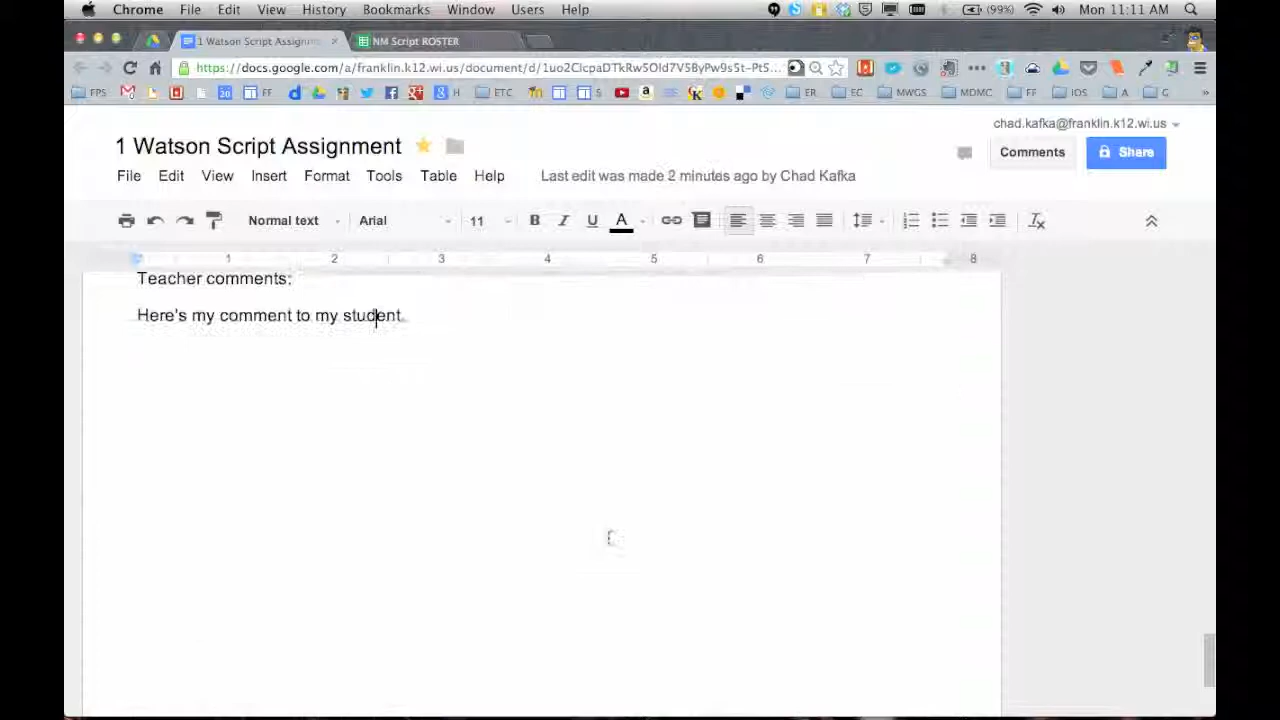 Chrome File Edit View History Bookmarks Window Users Help (99%) Mon 11:11 AM
1 Watson Script Assignm NM Script ROSTER
https://docs.google.com/a/franklin.k12.wi.us/document/d/1uo2CIcpaDTkRw5Old7V5ByPw9s5t-Pt5...
FPS 30 FF H ETC S ER EC MWGS MDMC FF IOS A G »
chad.kafka@franklin.k12.wi.us
1 Watson Script Assignment Comments Share
File Edit View Insert Format Tools Table Help Last edit was made 2 minutes ago by Chad Kafka
Normal text Arial 11 B I U A
1 2 3 4 5 6 7 8
Teacher comments:
Here's my comment to my student.